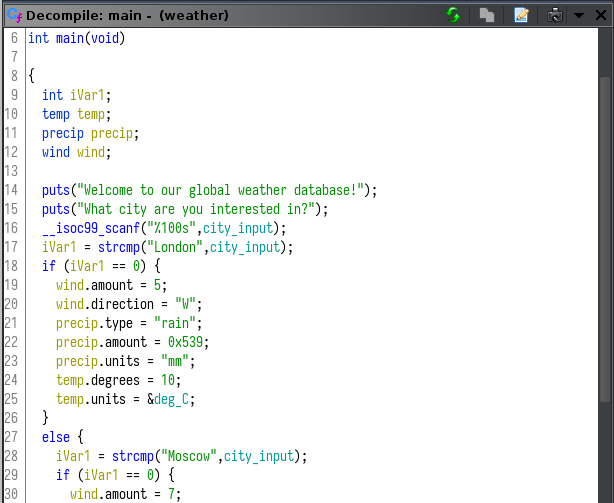 Decompile: main - (weather)
6 int main(void)
7
8 {
9 int iVar1;
10 temp temp;
11 precip precip;
12 wind wind;
13
14 puts("Welcome to our global weather database!");
15 puts("What city are you interested in?");
16 __isoc99_scanf("%100s",city_input);
17 iVar1 = strcmp("London",city_input);
18 if (iVar1 == 0) {
19 wind.amount = 5;
20 wind.direction = "W";
21 precip.type = "rain";
22 precip.amount = 0x539;
23 precip.units = "mm";
24 temp.degrees = 10;
25 temp.units = &deg_C;
26 }
27 else {
28 iVar1 = strcmp("Moscow",city_input);
29 if (iVar1 == 0) {
30 wind.amount = 7;